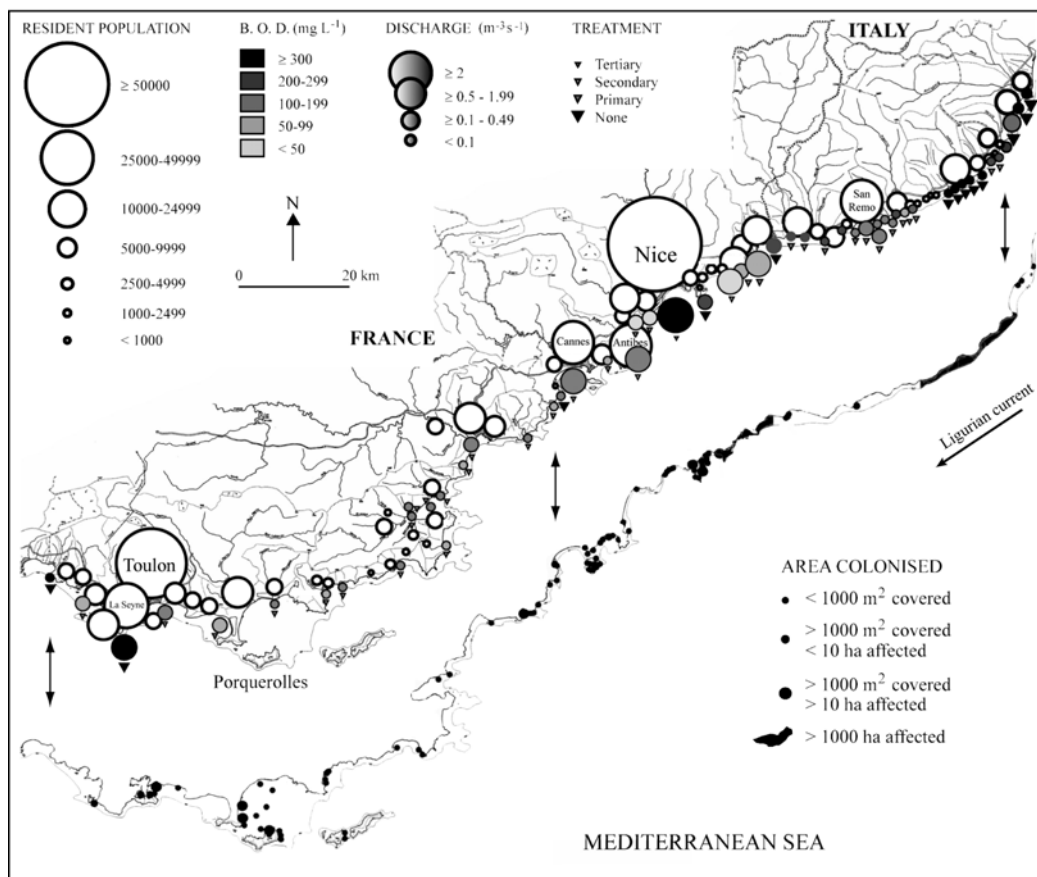 RESIDENT POPULATION
≥ 50000
25000-49999
10000-24999
5000-9999
2500-4999
1000-2499
< 1000
B. O. D. (mg L⁻¹)
≥ 300
200-299
100-199
50-99
< 50
DISCHARGE (m⁻³s⁻¹)
≥ 2
≥ 0.5 - 1.99
≥ 0.1 - 0.49
< 0.1
TREATMENT
Tertiary
Secondary
Primary
None
ITALY
N
0 20 km
San
Remo
Nice
FRANCE
Cannes
Antibes
Ligurian current
Toulon
La Seyne
Porquerolles
AREA COLONISED
< 1000 m² covered
> 1000 m² covered
< 10 ha affected
> 1000 m² covered
> 10 ha affected
> 1000 ha affected
MEDITERRANEAN SEA